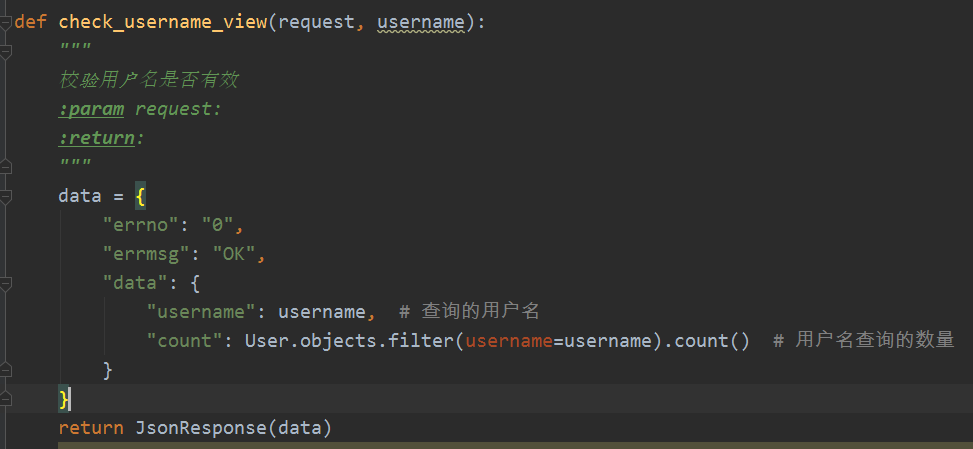 def check_username_view(request, username):
    """
    校验用户名是否有效
    :param request:
    :return:
    """
    data = {
        "errno": "0",
        "errmsg": "OK",
        "data": {
            "username": username,  # 查询的用户名
            "count": User.objects.filter(username=username).count()  # 用户名查询的数量
        }
    }
    return JsonResponse(data)